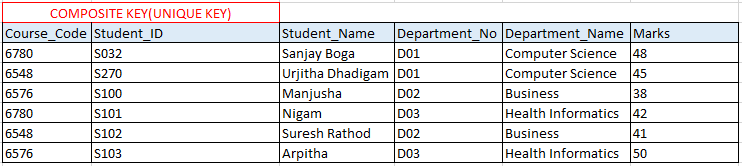 COMPOSITE KEY(UNIQUE KEY)
Course_Code Student_ID Student_Name Department_No Department_Name Marks
6780 S032 Sanjay Boga D01 Computer Science 48
6548 S270 Urjitha Dhadigam D01 Computer Science 45
6576 S100 Manjusha D02 Business 38
6780 S101 Nigam D03 Health Informatics 42
6548 S102 Suresh Rathod D02 Business 41
6576 S103 Arpitha D03 Health Informatics 50